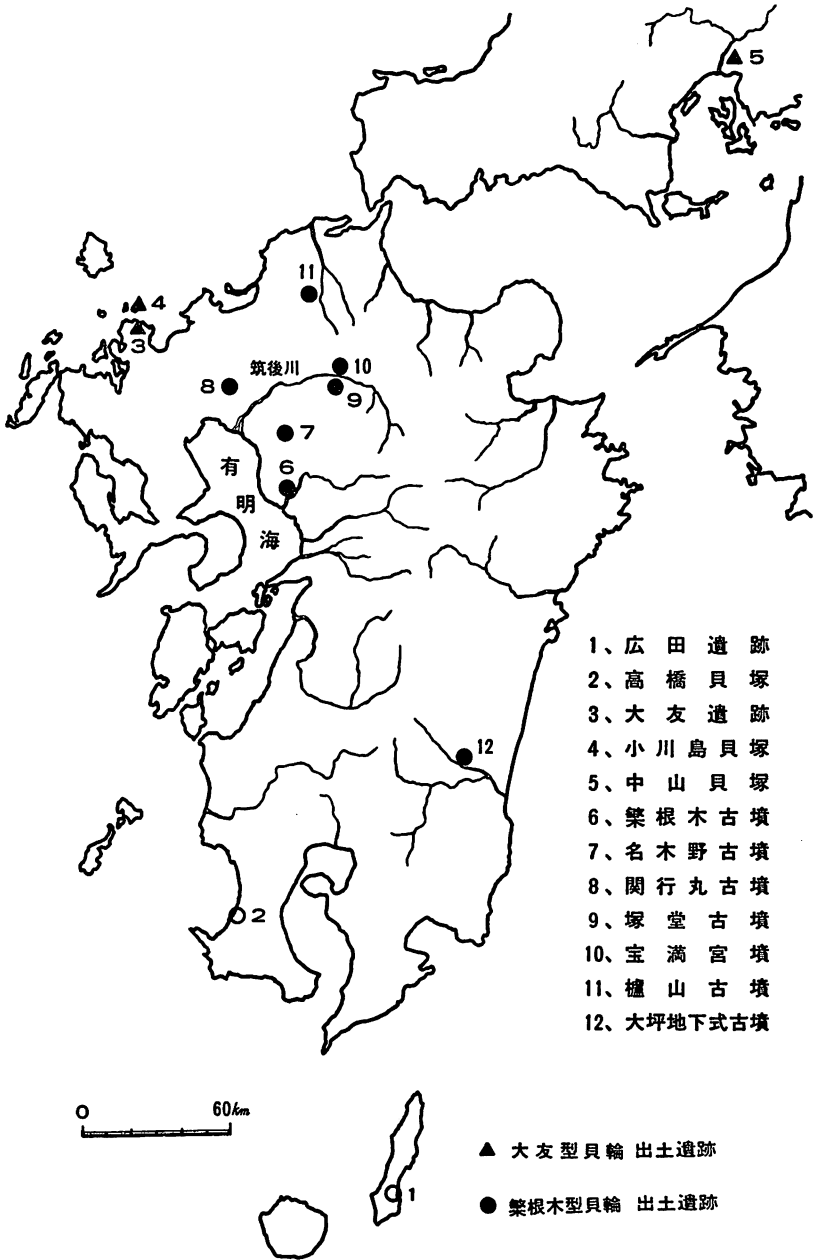 5
11
4
3
筑後川
10
8
9
7
有明海
6
12
2
1、広田遺跡
2、高橋貝塚
3、大友遺跡
4、小川島貝塚
5、中山貝塚
6、繁根木古墳
7、名木野古墳
8、関行丸古墳
9、塚堂古墳
10、宝満宮墳
11、樨山古墳
12、大坪地下式古墳
0 60km
1
▲ 大友型貝輪 出土遺跡
● 繁根木型貝輪 出土遺跡